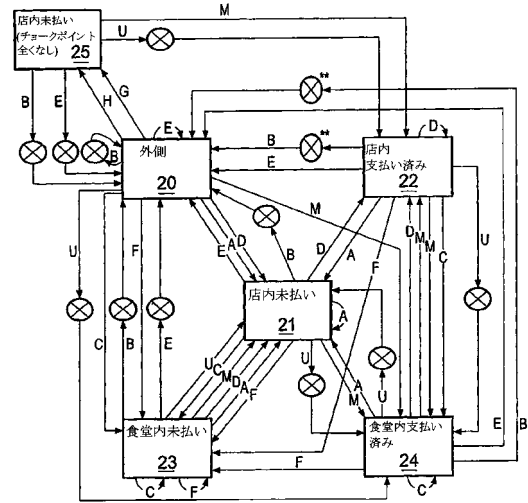 M
店内未払い
(チョークポイント
全くなし)
25
U
B
E
H
G
**
E
B
外側
20
B
**
E
D
店内
支払い済み
22
M
U
F
E
A
D
B
D
A
F
D
M
M
C
U
C
B
E
店内未払い
21
A
U
C
M
D
A
F
U
M
A
U
E
B
食堂内未払い
23
C
F
F
食堂内支払い
済み
24
C